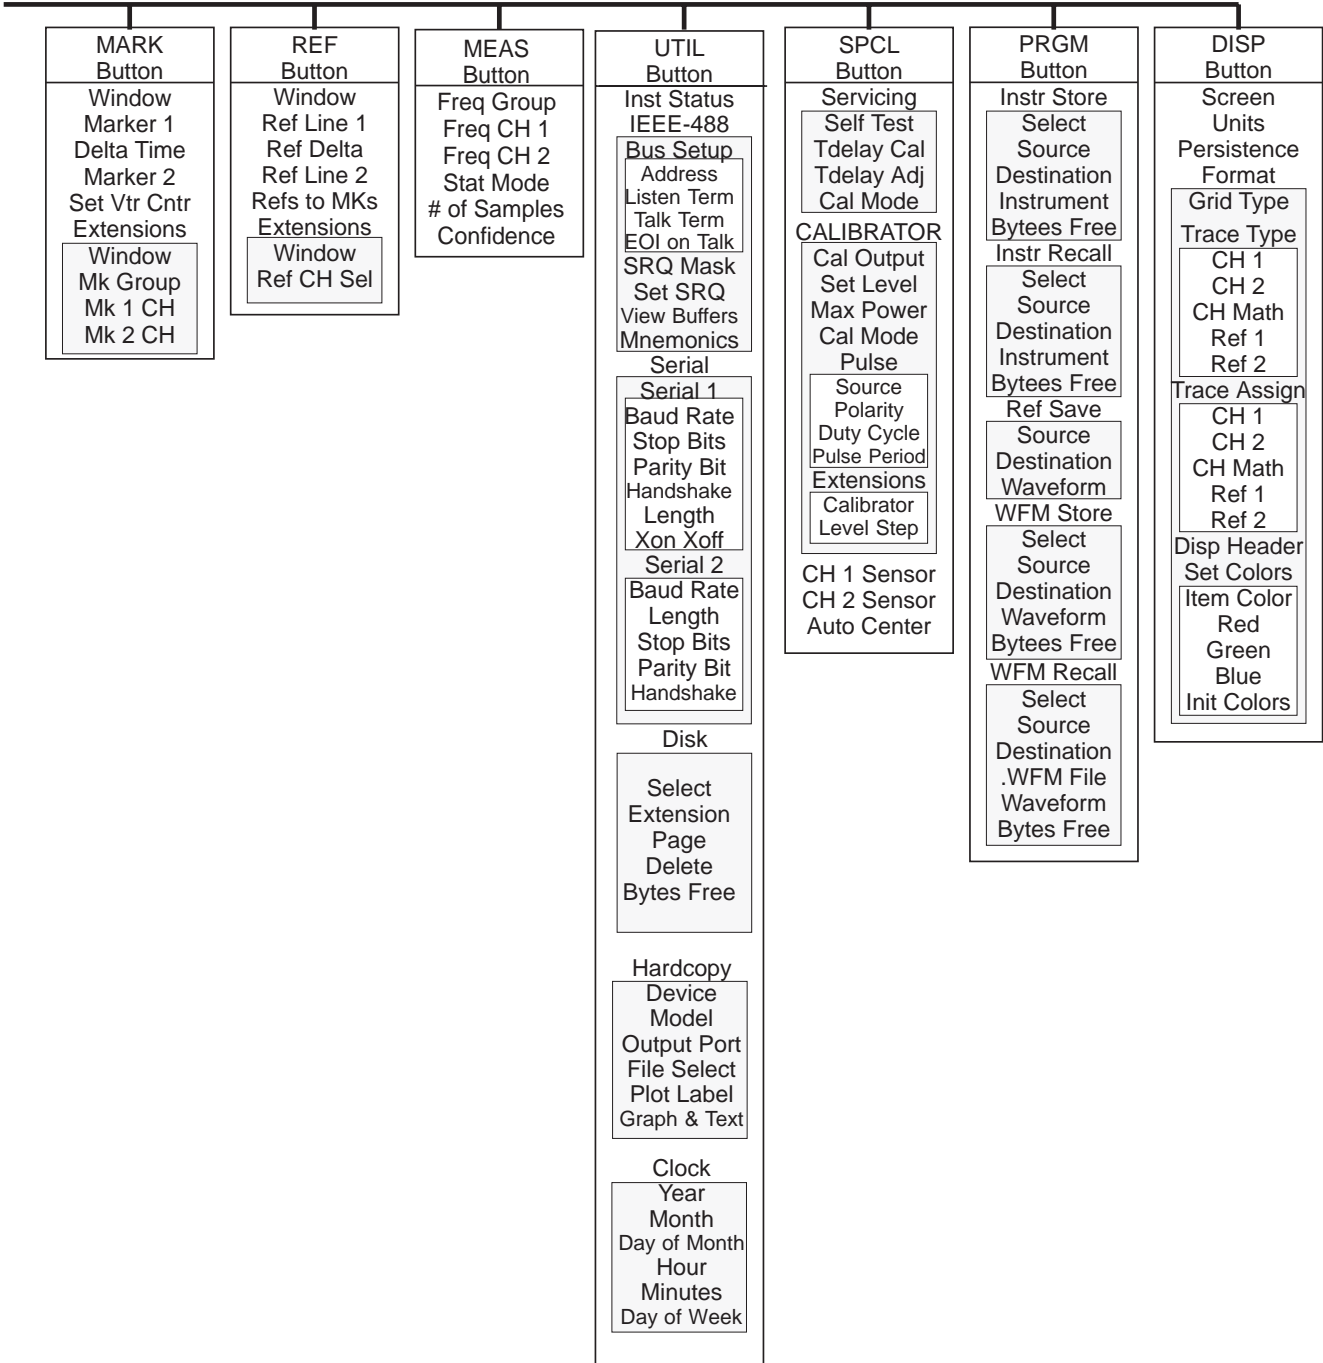 MARK
Button
Window
Marker 1
Delta Time
Marker 2
Set Vtr Cntr
Extensions
Window
Mk Group
Mk 1 CH
Mk 2 CH
REF
Button
Window
Ref Line 1
Ref Delta
Ref Line 2
Refs to MKs
Extensions
Window
Ref CH Sel
MEAS
Button
Freq Group
Freq CH 1
Freq CH 2
Stat Mode
# of Samples
Confidence
UTIL
Button
Inst Status
IEEE-488
Bus Setup
Address
Listen Term
Talk Term
EOI on Talk
SRQ Mask
Set SRQ
View Buffers
Mnemonics
Serial
Serial 1
Baud Rate
Stop Bits
Parity Bit
Handshake
Length
Xon Xoff
Serial 2
Baud Rate
Length
Stop Bits
Parity Bit
Handshake
Disk
Select
Extension
Page
Delete
Bytes Free
Hardcopy
Device
Model
Output Port
File Select
Plot Label
Graph & Text
Clock
Year
Month
Day of Month
Hour
Minutes
Day of Week
SPCL
Button
Servicing
Self Test
Tdelay Cal
Tdelay Adj
Cal Mode
CALIBRATOR
Cal Output
Set Level
Max Power
Cal Mode
Pulse
Source
Polarity
Duty Cycle
Pulse Period
Extensions
Calibrator
Level Step
CH 1 Sensor
CH 2 Sensor
Auto Center
PRGM
Button
Instr Store
Select
Source
Destination
Instrument
Bytees Free
Instr Recall
Select
Source
Destination
Instrument
Bytees Free
Ref Save
Source
Destination
Waveform
WFM Store
Select
Source
Destination
Waveform
Bytees Free
WFM Recall
Select
Source
Destination
.WFM File
Waveform
Bytes Free
DISP
Button
Screen
Units
Persistence
Format
Grid Type
Trace Type
CH 1
CH 2
CH Math
Ref 1
Ref 2
Trace Assign
CH 1
CH 2
CH Math
Ref 1
Ref 2
Disp Header
Set Colors
Item Color
Red
Green
Blue
Init Colors